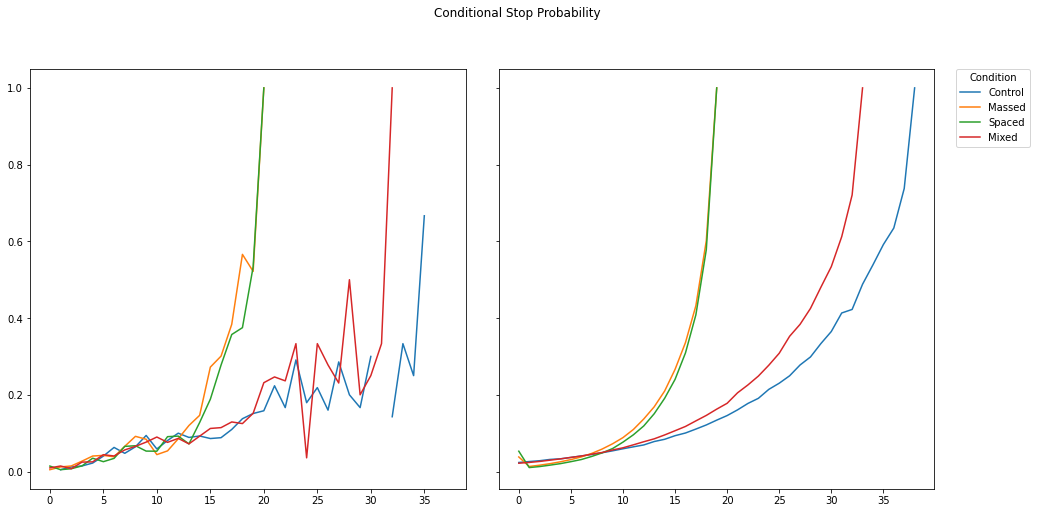 Conditional Stop Probability
1.0
0.8
0.6
0.4
0.2
0.0
0 5 10 15 20 25 30 35
0 5 10 15 20 25 30 35
Condition
Control
Massed
Spaced
Mixed